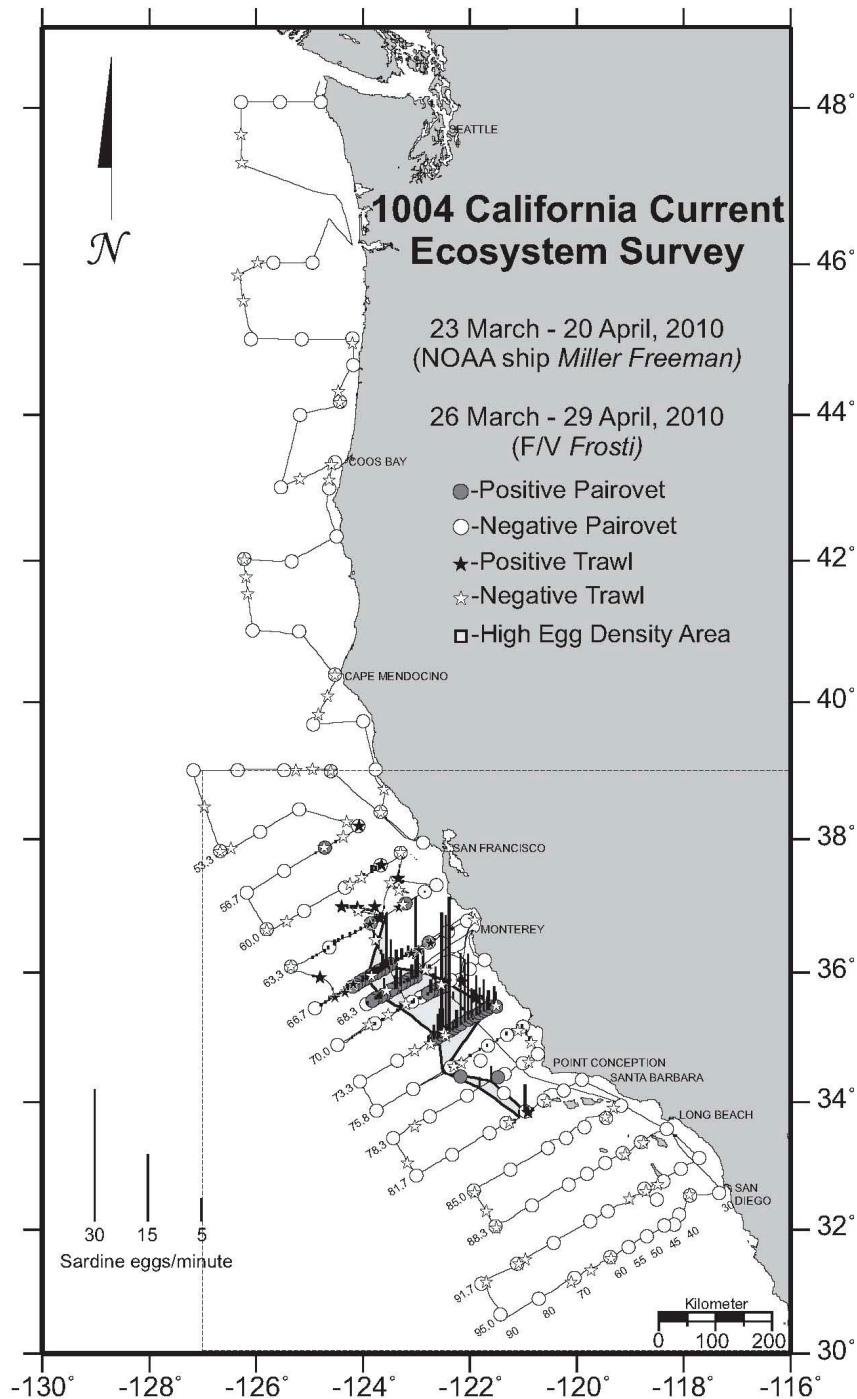 48°
SEATTLE
1004 California Current
Ecosystem Survey
N
46°
23 March - 20 April, 2010
(NOAA ship Miller Freeman)
44°
26 March - 29 April, 2010
(F/V Frosti)
COOS BAY
-Positive Pairovet
-Negative Pairovet
42°
-Positive Trawl
-Negative Trawl
-High Egg Density Area
CAPE MENDOCINO
40°
38°
SAN FRANCISCO
53.3
56.7
60.0
MONTEREY
63.3
36°
66.7
68.3
70.0
POINT CONCEPTION
73.3
SANTA BARBARA
75.8
34°
LONG BEACH
78.3
81.7
85.0
SAN
DIEGO
88.3
30 15 5
32°
Sardine eggs/minute
91.7
95.0 90 80 70 60 55 50 45 40
Kilometer
0 100 200
30°
-130° -128° -126° -124° -122° -120° -118° -116°